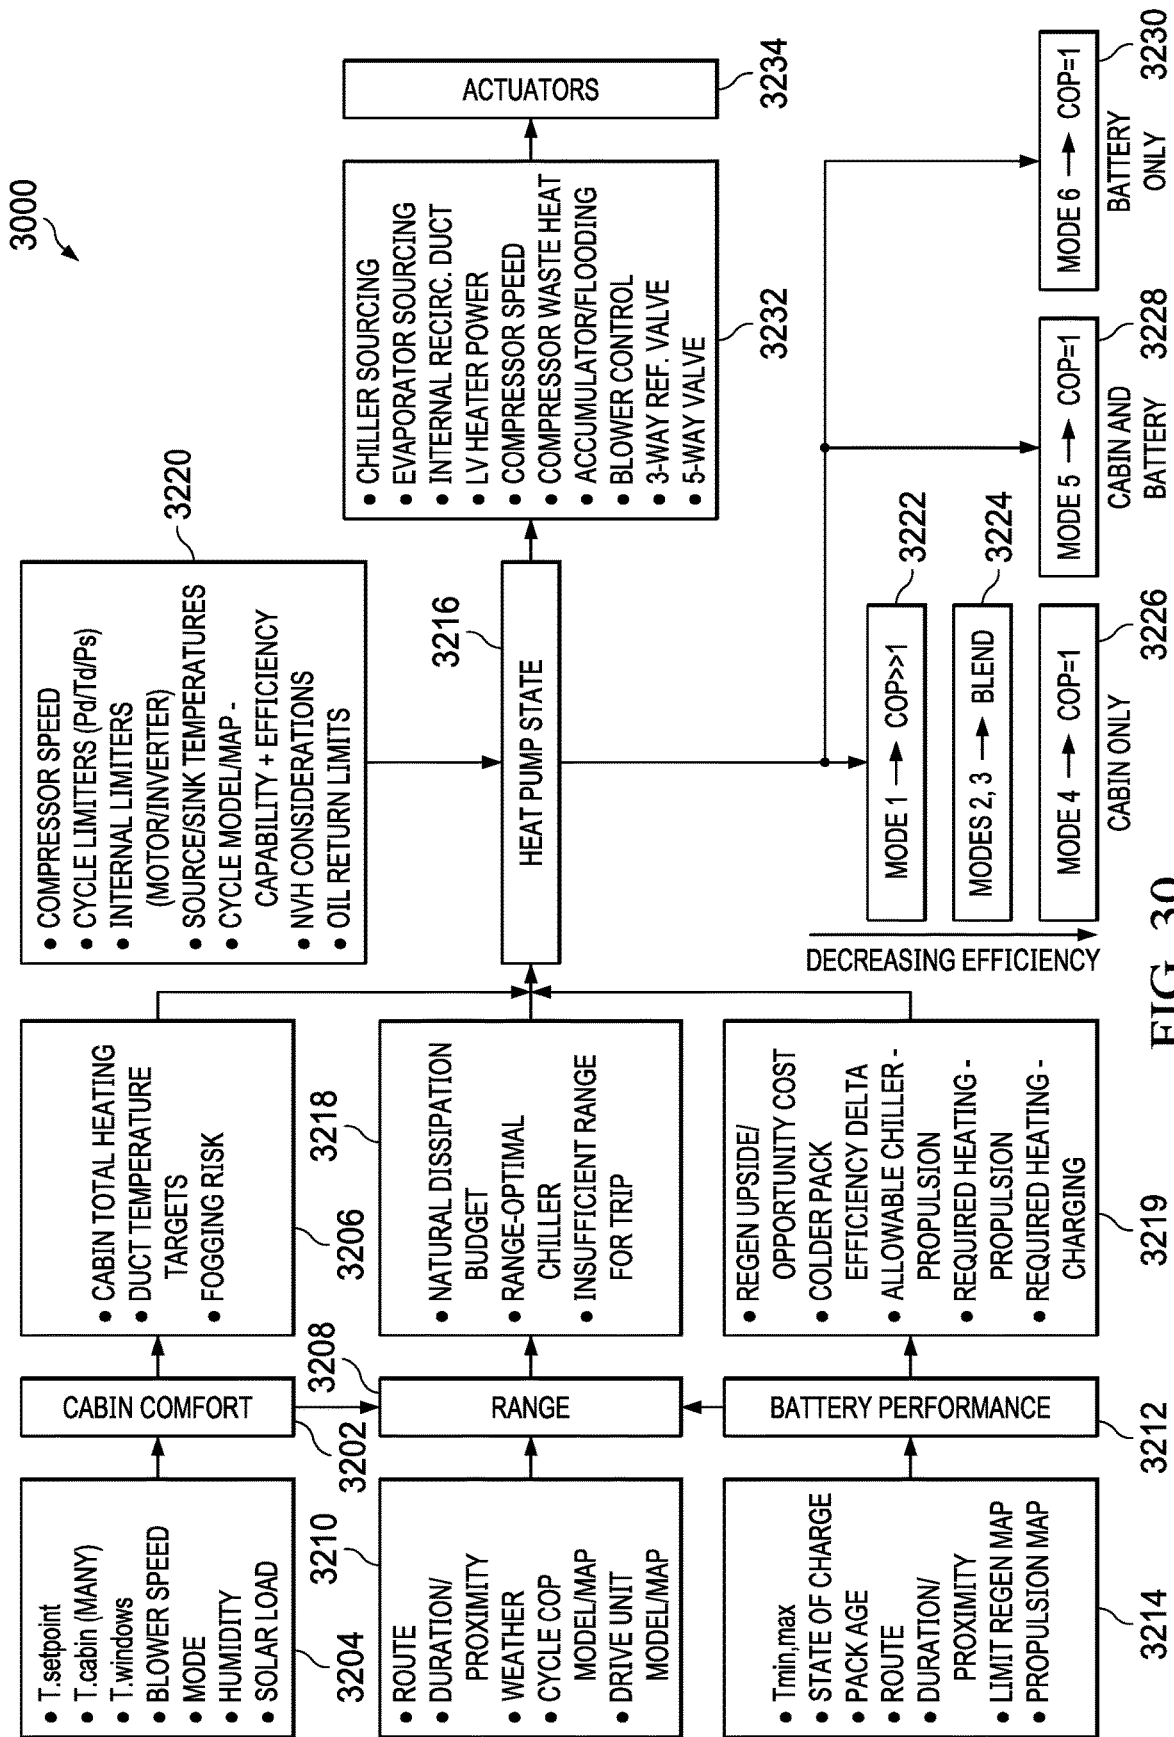 3000
T.setpoint
T.cabin (MANY)
T.windows
BLOWER SPEED
MODE
HUMIDITY
SOLAR LOAD
3204
CABIN COMFORT
3202
CABIN TOTAL HEATING
DUCT TEMPERATURE
TARGETS
FOGGING RISK
3206
ROUTE
DURATION/
PROXIMITY
WEATHER
CYCLE COP
MODEL/MAP
DRIVE UNIT
MODEL/MAP
3210
RANGE
3208
NATURAL DISSIPATION
BUDGET
RANGE-OPTIMAL
CHILLER
INSUFFICIENT RANGE
FOR TRIP
3218
Tmin,max
STATE OF CHARGE
PACK AGE
ROUTE
DURATION/
PROXIMITY
LIMIT REGEN MAP
PROPULSION MAP
3214
BATTERY PERFORMANCE
3212
REGEN UPSIDE/
OPPORTUNITY COST
COLDER PACK
EFFICIENCY DELTA
ALLOWABLE CHILLER -
PROPULSION
REQUIRED HEATING -
PROPULSION
REQUIRED HEATING -
CHARGING
3219
COMPRESSOR SPEED
CYCLE LIMITERS (Pd/Td/Ps)
INTERNAL LIMITERS
(MOTOR/INVERTER)
SOURCE/SINK TEMPERATURES
CYCLE MODEL/MAP -
CAPABILITY + EFFICIENCY
NVH CONSIDERATIONS
OIL RETURN LIMITS
3220
HEAT PUMP STATE
3216
CHILLER SOURCING
EVAPORATOR SOURCING
INTERNAL RECIRC. DUCT
LV HEATER POWER
COMPRESSOR SPEED
COMPRESSOR WASTE HEAT
ACCUMULATOR/FLOODING
BLOWER CONTROL
3-WAY REF. VALVE
5-WAY VALVE
3232
ACTUATORS
3234
DECREASING EFFICIENCY
MODE 1 → COP>>1
3222
MODES 2, 3 → BLEND
3224
MODE 4 → COP=1
3226
CABIN ONLY
MODE 5 → COP=1
3228
CABIN AND
BATTERY
MODE 6 → COP=1
3230
BATTERY
ONLY
FIG. 30